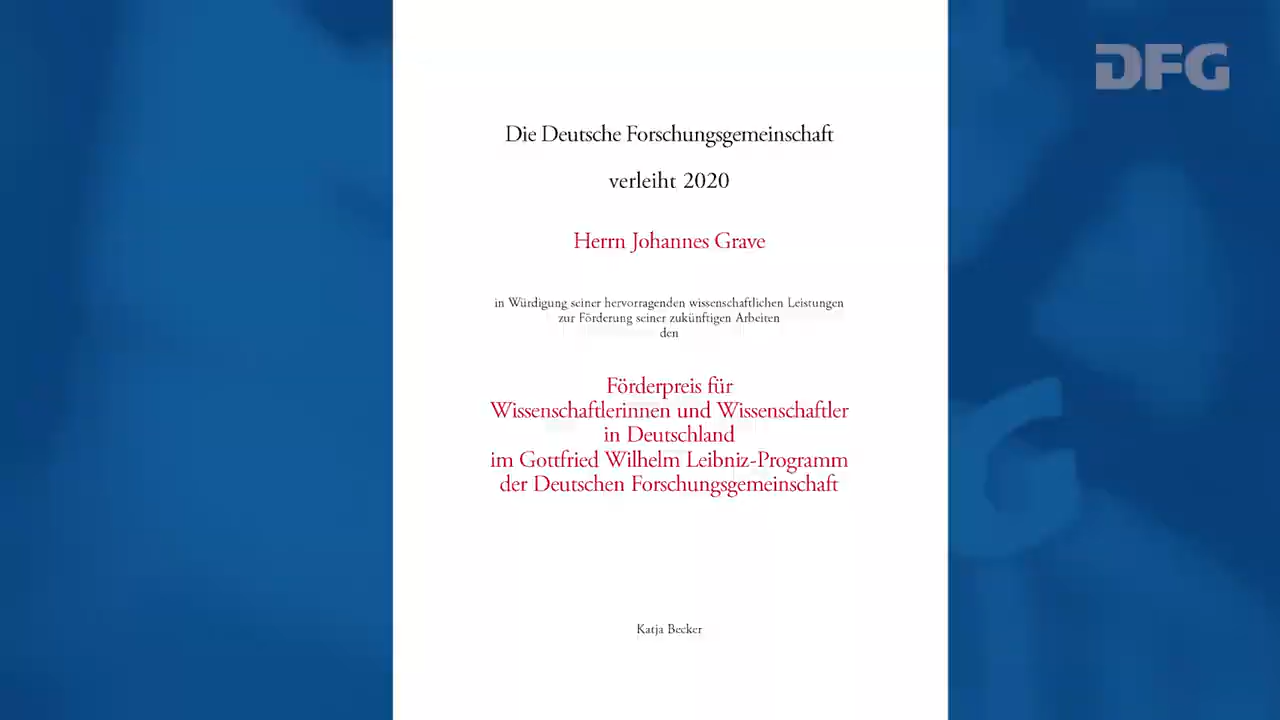 DFG
Die Deutsche Forschungsgemeinschaft
verleiht 2020
Herrn Johannes Grave
in Würdigung seiner hervorragenden wissenschaftlichen Leistungen
zur Förderung seiner zukünftigen Arbeiten
den
Förderpreis für
Wissenschaftlerinnen und Wissenschaftler
in Deutschland
im Gottfried Wilhelm Leibniz-Programm
der Deutschen Forschungsgemeinschaft
Katja Becker